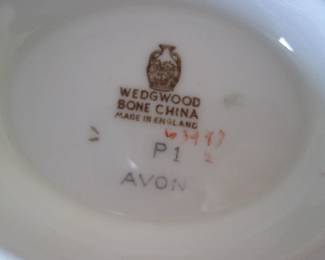 WEDGWOOD
BONE CHINA
MADE IN ENGLAND
P1
AVON